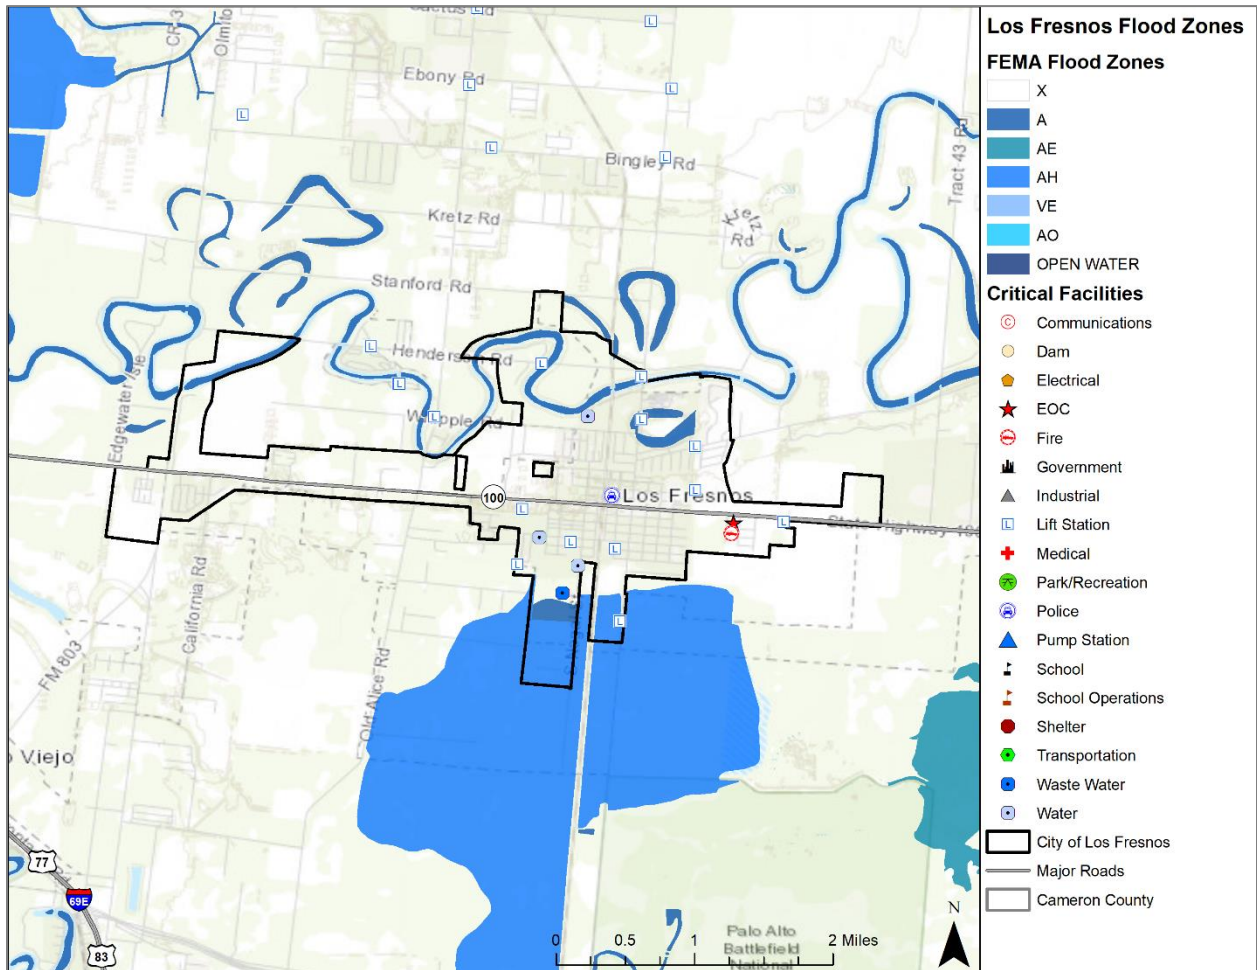 Cactus Rd
CR-3
Olmito
Ebony Rd
Bingley Rd
Tract 43 Rd
Kretz Rd
Kretz
Rd
Stanford Rd
Henderson Rd
Edgewater Isle
Whipple Rd
100
Los Fresnos
State Highway 100
California Rd
FM 803
Old Alice Rd
o Viejo
77
69E
83
0 0.5 1 2 Miles
Palo Alto
Battlefield
National
N
Los Fresnos Flood Zones
FEMA Flood Zones
X
A
AE
AH
VE
AO
OPEN WATER
Critical Facilities
C Communications
Dam
Electrical
EOC
Fire
Government
Industrial
L Lift Station
Medical
Park/Recreation
Police
Pump Station
School
School Operations
Shelter
Transportation
Waste Water
Water
City of Los Fresnos
Major Roads
Cameron County